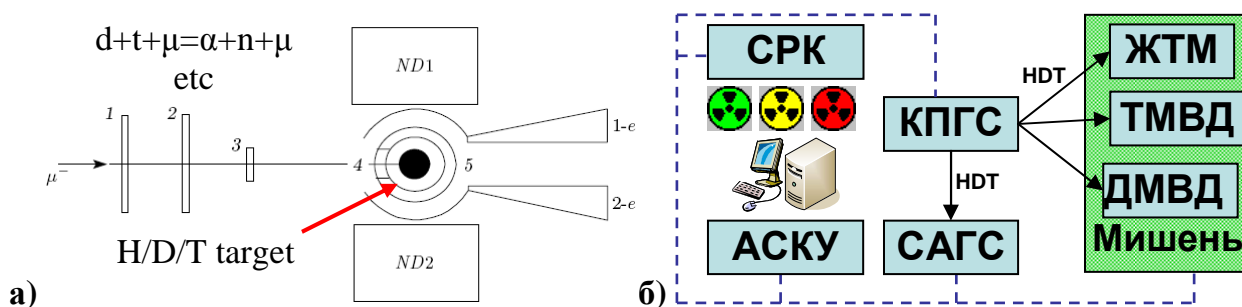 d+t+μ=α+n+μ
etc
ND1
1
2
3
4
5
1-e
μ⁻
2-e
H/D/T target
ND2
а)
СРК
КПГС
HDT
ЖТМ
ТМВД
ДМВД
Мишень
HDT
АСКУ
САГС
б)